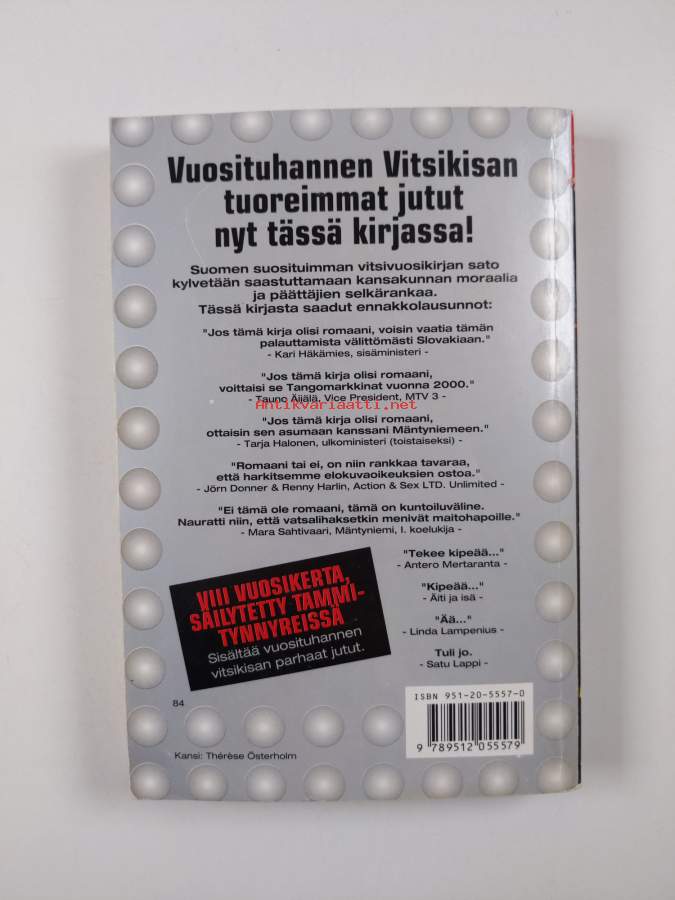 Vuosituhannen Vitsikisan
tuoreimmat jutut
nyt tässä kirjassa!
Suomen suosituimman vitsivuosikirjan sato
kylvetään saastuttamaan kansakunnan moraalia
ja päättäjien selkärankaa.
Tässä kirjasta saadut ennakkolausunnot:
"Jos tämä kirja olisi romaani, voisin vaatia tämän
palauttamista välittömästi Slovakiaan."
- Kari Häkämies, sisäministeri -
"Jos tämä kirja olisi romaani,
voittaisi se Tangomarkkinat vuonna 2000."
- Tauno Äijälä, Vice President, MTV 3 -
Antikvariaatti.net
"Jos tämä kirja olisi romaani,
ottaisin sen asumaan kanssani Mäntyniemeen."
- Tarja Halonen, ulkoministeri (toistaiseksi) -
"Romaani tai ei, on niin rankkaa tavaraa,
että harkitsemme elokuvaoikeuksien ostoa."
- Jörn Donner & Renny Harlin, Action & Sex LTD. Unlimited -
"Ei tämä ole romaani, tämä on kuntoiluväline.
Nauratti niin, että vatsalihaksetkin menivät maitohapoille."
- Mara Sahtivaari, Mäntyniemi, I. koelukija -
"Tekee kipeää..."
- Antero Mertaranta -
"Kipeää..."
- Äiti ja isä -
"Ää..."
- Linda Lampenius -
Tuli jo.
- Satu Lappi -
VIII VUOSIKERTA,
SÄILYTETTY TAMMI-
TYNNYREISSÄ
Sisältää vuosituhannen
vitsikisan parhaat jutut.
84
ISBN 951-20-5557-0
9 789512 055579
Kansi: Thérèse Österholm